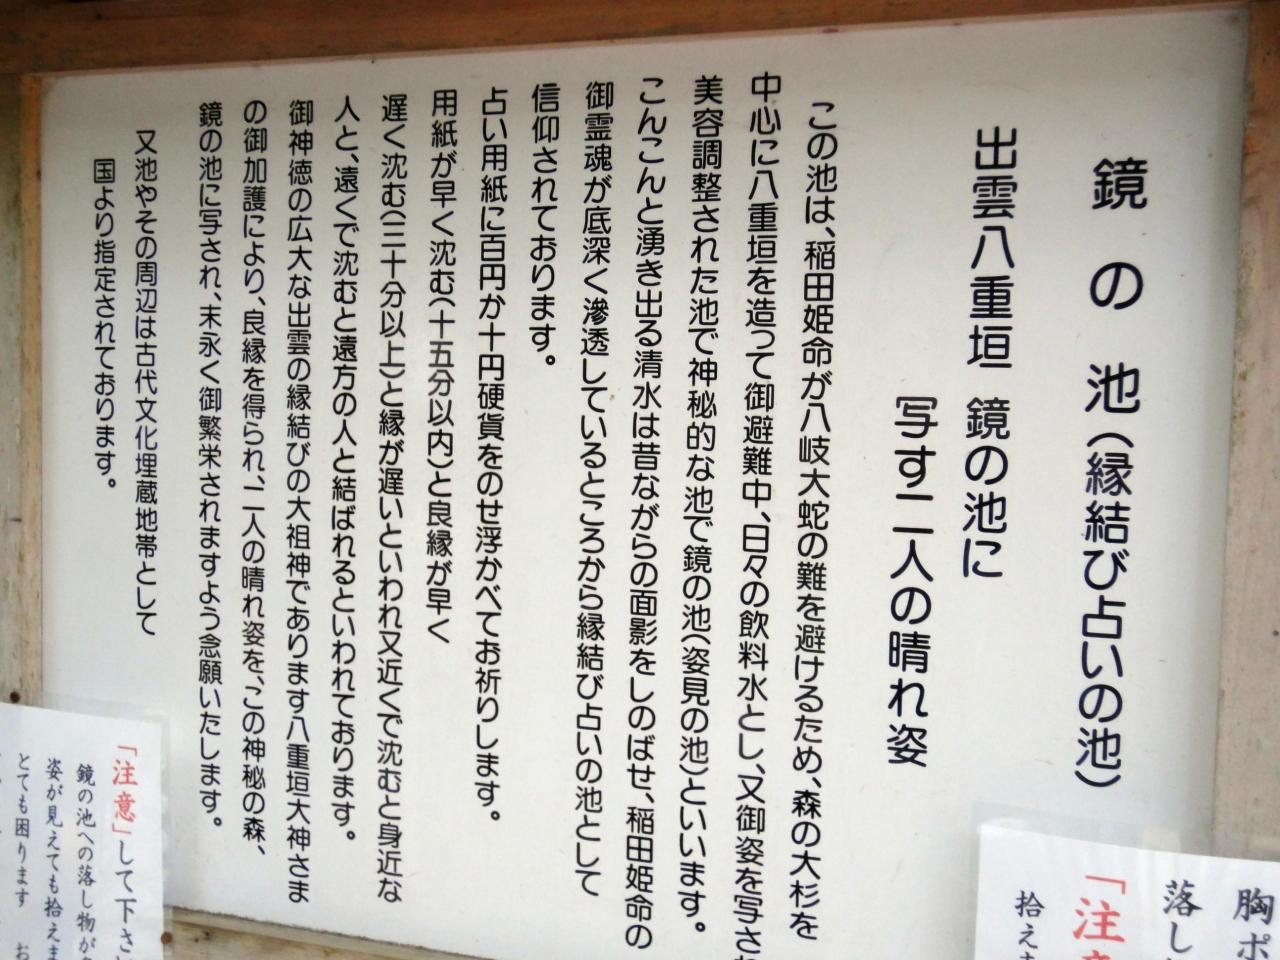 鏡の池(縁結び占いの池)
出雲八重垣 鏡の池に
写す二人の晴れ姿
この池は、稲田姫命が八岐大蛇の難を避けるため、森の大杉を
中心に八重垣を造って御避難中、日々の飲料水とし、又御姿を写され
美容調整された池で神秘的な池で鏡の池(姿見の池)といいます。
こんこんと湧き出る清水は昔ながらの面影をしのばせ、稲田姫命の
御霊魂が底深く滲透しているところから縁結び占いの池として
信仰されております。
占い用紙に百円か十円硬貨をのせ浮かべてお祈りします。
用紙が早く沈む(十五分以内)と良縁が早く
遅く沈む(三十分以上)と縁が遅いといわれ又近くで沈むと身近な
人と、遠くで沈むと遠方の人と結ばれるといわれております。
御神徳の広大な出雲の縁結びの大祖神であります八重垣大神さま
の御加護により、良縁を得られ、二人の晴れ姿を、この神秘の森、
鏡の池に写され、末永く御繁栄されますよう念願いたします。
又池やその周辺は古代文化埋蔵地帯として
国より指定されております。
胸ポ
落し
「注意
拾え
「注意」して下さ
鏡の池への落し物が
姿が見えても拾えま
とても困ります お